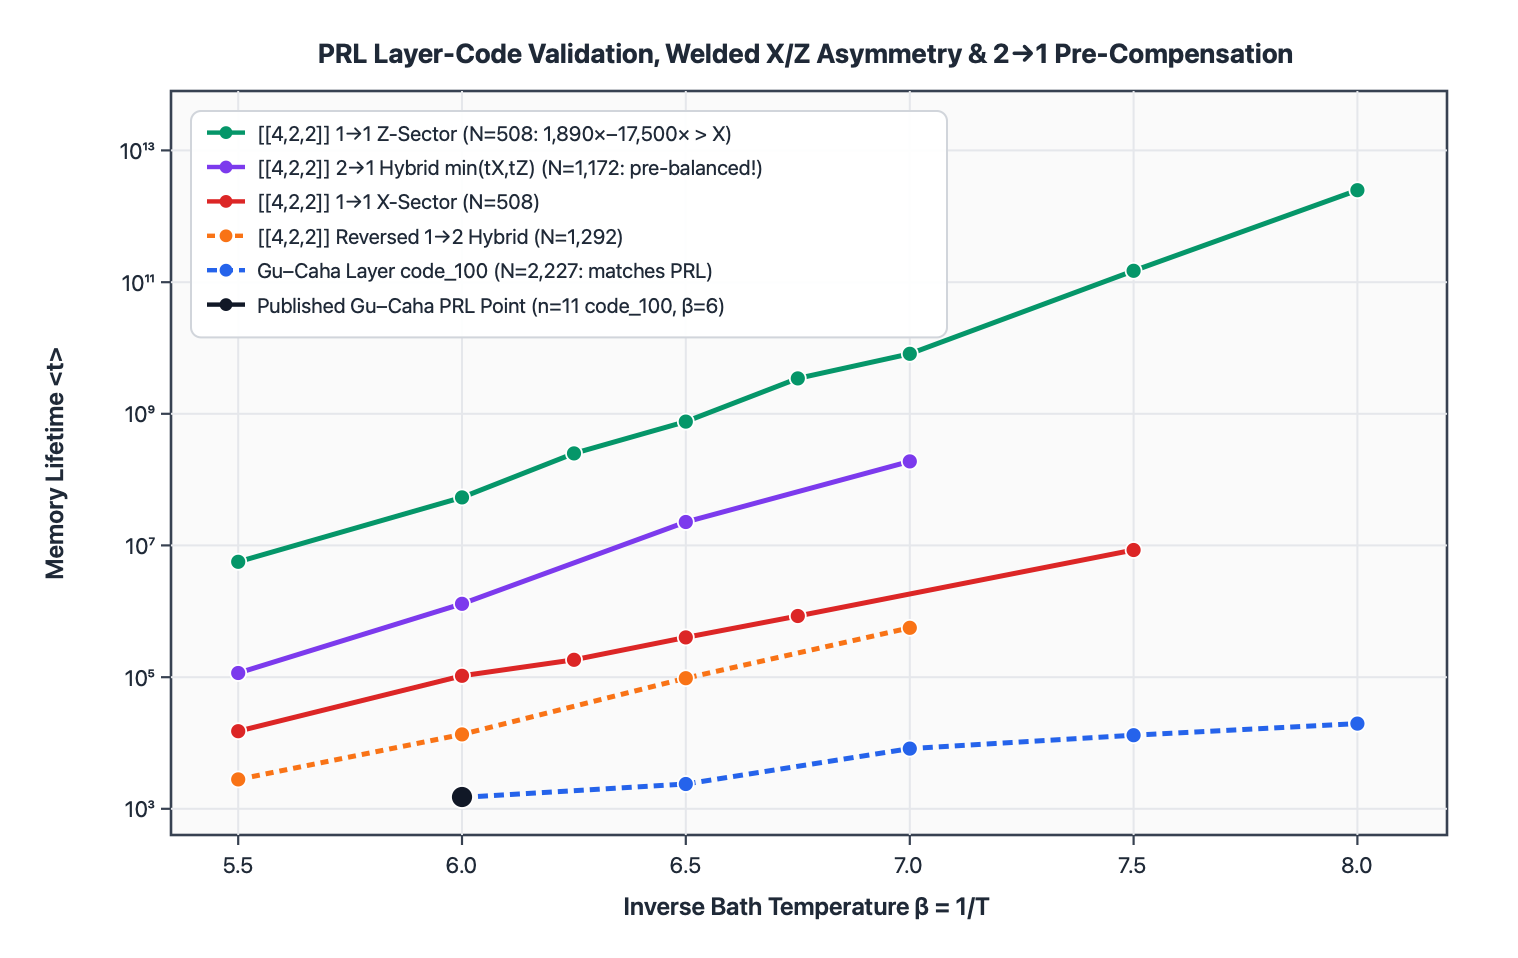 PRL Layer-Code Validation, Welded X/Z Asymmetry & 2→1 Pre-Compensation
[[4,2,2]] 1→1 Z-Sector (N=508: 1,890×–17,500× > X)
[[4,2,2]] 2→1 Hybrid min(tX,tZ) (N=1,172: pre-balanced!)
[[4,2,2]] 1→1 X-Sector (N=508)
[[4,2,2]] Reversed 1→2 Hybrid (N=1,292)
Gu–Caha Layer code_100 (N=2,227: matches PRL)
Published Gu–Caha PRL Point (n=11 code_100, β=6)
10¹³
10¹¹
10⁹
10⁷
10⁵
10³
Memory Lifetime <t>
5.5 6.0 6.5 7.0 7.5 8.0
Inverse Bath Temperature β = 1/T